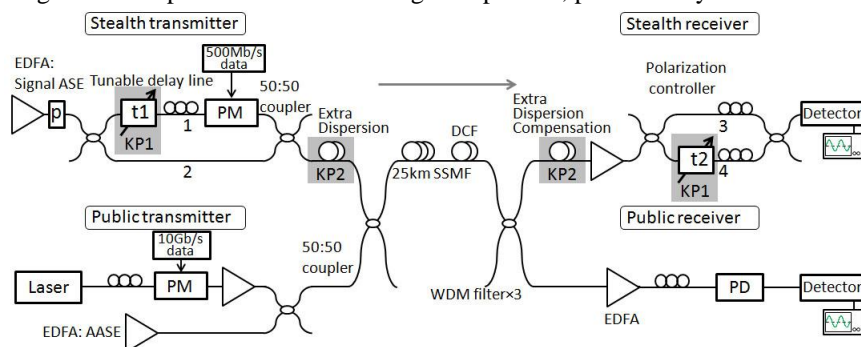 Stealth transmitter
Stealth receiver
500Mb/s
data
EDFA:
Signal ASE
Tunable delay line
50:50
coupler
Polarization
controller
p
t1
PM
1
KP1
Extra
Dispersion
Extra
Dispersion
Compensation
DCF
3
Detector
2
KP2
25km SSMF
KP2
t2
4
KP1
Public transmitter
Public receiver
10Gb/s
data
50:50
coupler
Laser
PM
WDM filter×3
PD
Detector
EDFA: AASE
EDFA